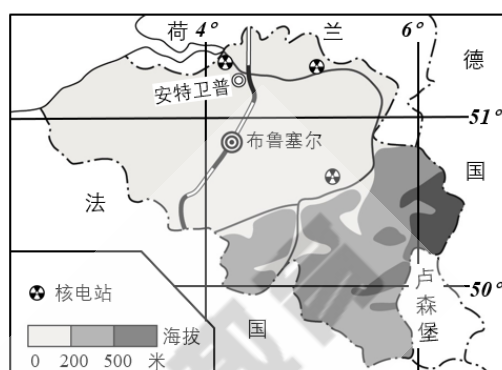 荷 4° 兰 6° 德
安特卫普
51°
布鲁塞尔
国
法
卢森堡
50°
核电站
国
海拔
0 200 500 米